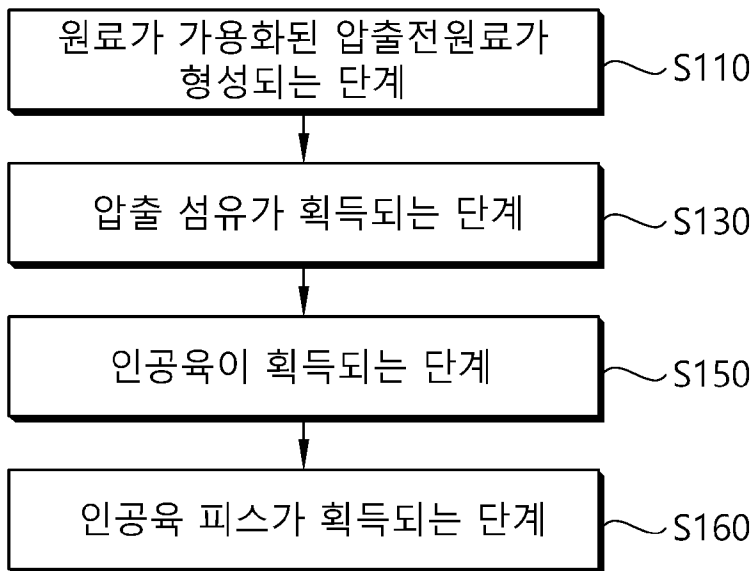 원료가 가용화된 압출전원료가
형성되는 단계
S110
압출 섬유가 획득되는 단계
S130
인공육이 획득되는 단계
S150
인공육 피스가 획득되는 단계
S160